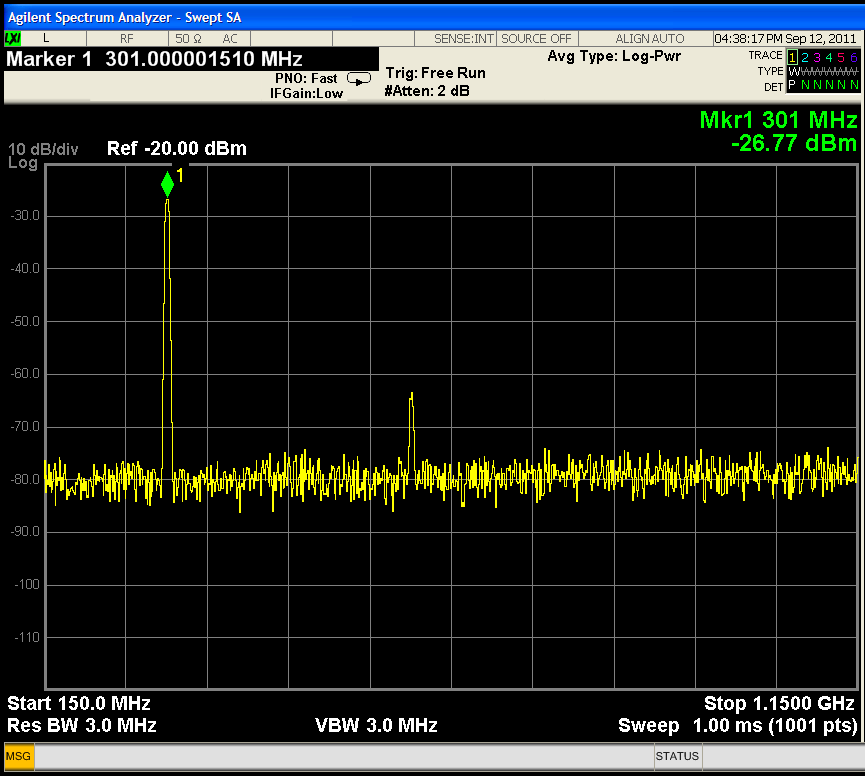 Agilent Spectrum Analyzer - Swept SA
LXI L RF 50 Ω AC SENSE:INT SOURCE OFF ALIGN AUTO 04:38:17 PM Sep 12, 2011
Marker 1 301.000001510 MHz
PNO: Fast
IFGain:Low
Trig: Free Run
#Atten: 2 dB
Avg Type: Log-Pwr
TRACE 1 2 3 4 5 6
TYPE W
DET P N N N N N
Mkr1 301 MHz
-26.77 dBm
10 dB/div
Log
Ref -20.00 dBm
1
-30.0
-40.0
-50.0
-60.0
-70.0
-80.0
-90.0
-100
-110
Start 150.0 MHz
Stop 1.1500 GHz
Res BW 3.0 MHz
VBW 3.0 MHz
Sweep 1.00 ms (1001 pts)
MSG
STATUS